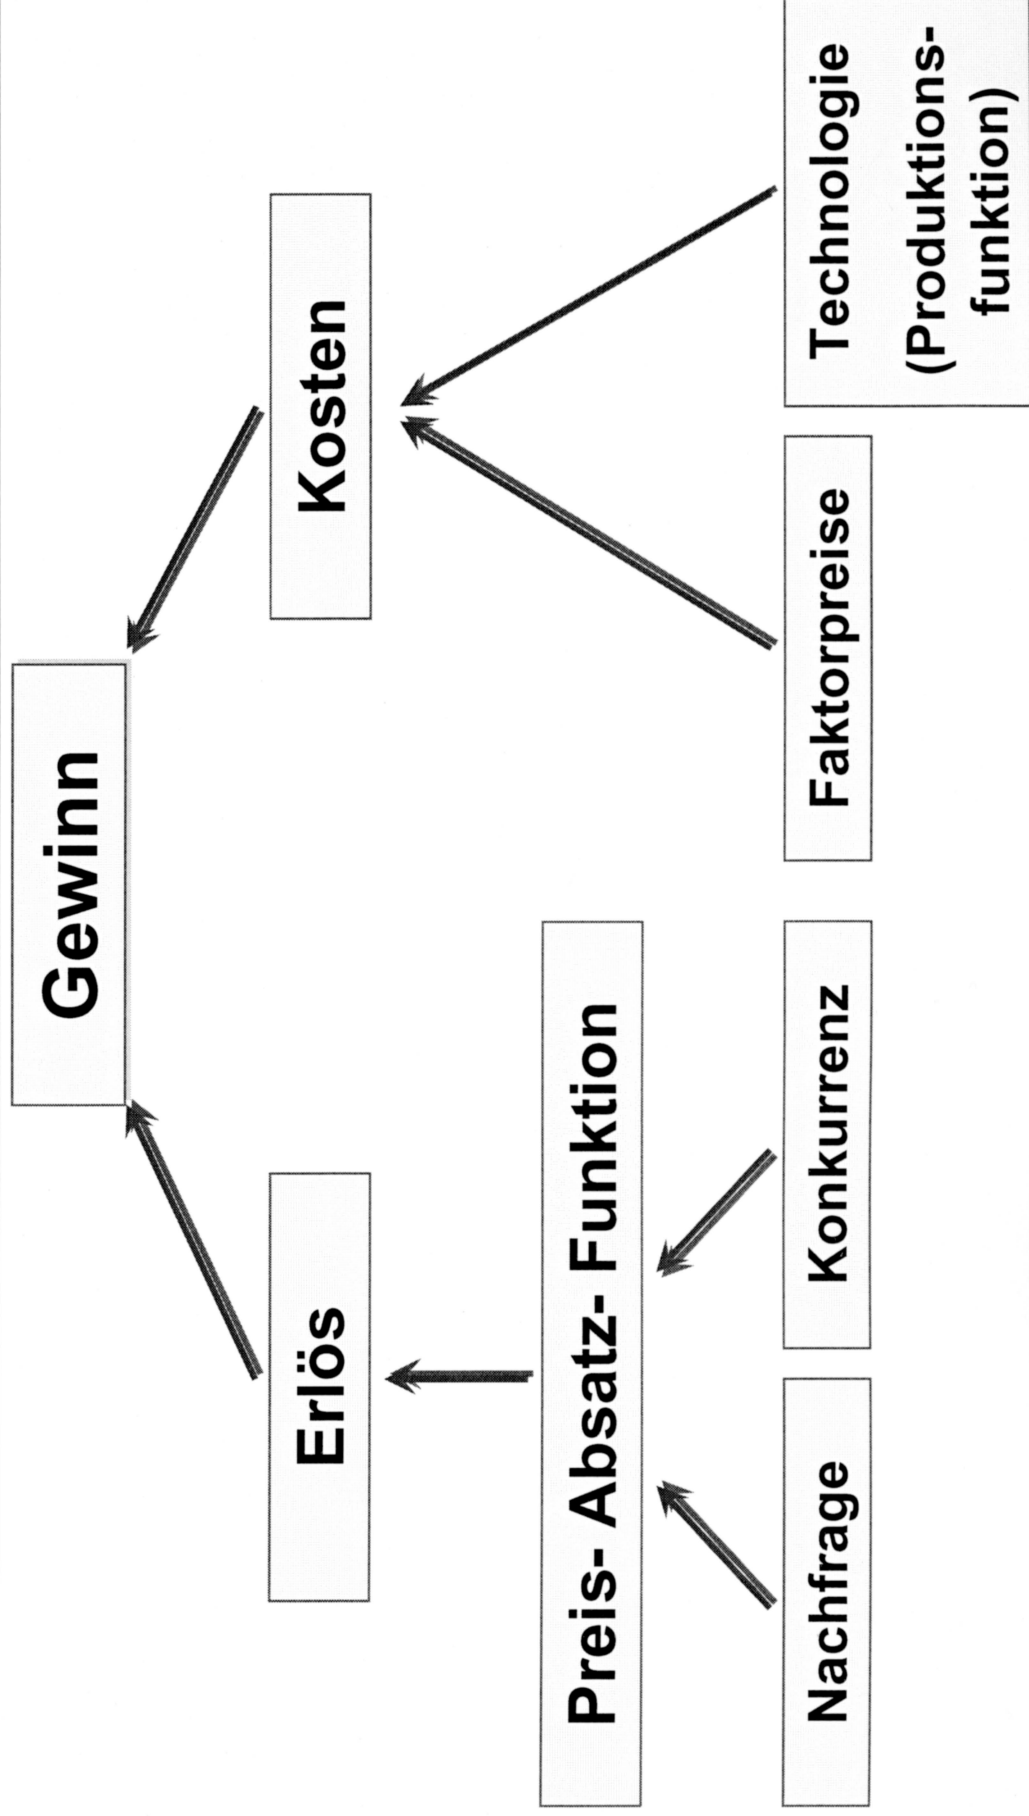 Gewinn
Erlös
Kosten
Preis- Absatz- Funktion
Nachfrage
Konkurrenz
Faktorpreise
Technologie
(Produktions-
funktion)